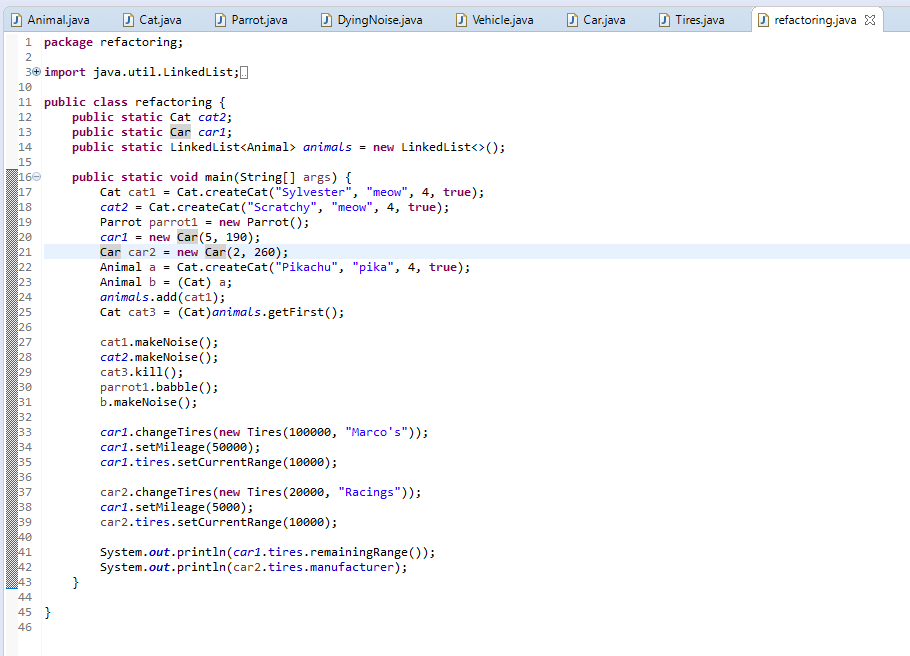 Animal.java Cat.java Parrot.java DyingNoise.java Vehicle.java Car.java Tires.java refactoring.java
1 package refactoring;
2
3 import java.util.LinkedList;
10
11 public class refactoring {
12 public static Cat cat2;
13 public static Car car1;
14 public static LinkedList<Animal> animals = new LinkedList<>();
15
16 public static void main(String[] args) {
17 Cat cat1 = Cat.createCat("Sylvester", "meow", 4, true);
18 cat2 = Cat.createCat("Scratchy", "meow", 4, true);
19 Parrot parrot1 = new Parrot();
20 car1 = new Car(5, 190);
21 Car car2 = new Car(2, 260);
22 Animal a = Cat.createCat("Pikachu", "pika", 4, true);
23 Animal b = (Cat) a;
24 animals.add(cat1);
25 Cat cat3 = (Cat)animals.getFirst();
26
27 cat1.makeNoise();
28 cat2.makeNoise();
29 cat3.kill();
30 parrot1.babble();
31 b.makeNoise();
32
33 car1.changeTires(new Tires(100000, "Marco's"));
34 car1.setMileage(50000);
35 car1.tires.setCurrentRange(10000);
36
37 car2.changeTires(new Tires(20000, "Racings"));
38 car1.setMileage(5000);
39 car2.tires.setCurrentRange(10000);
40
41 System.out.println(car1.tires.remainingRange());
42 System.out.println(car2.tires.manufacturer);
43 }
44
45 }
46